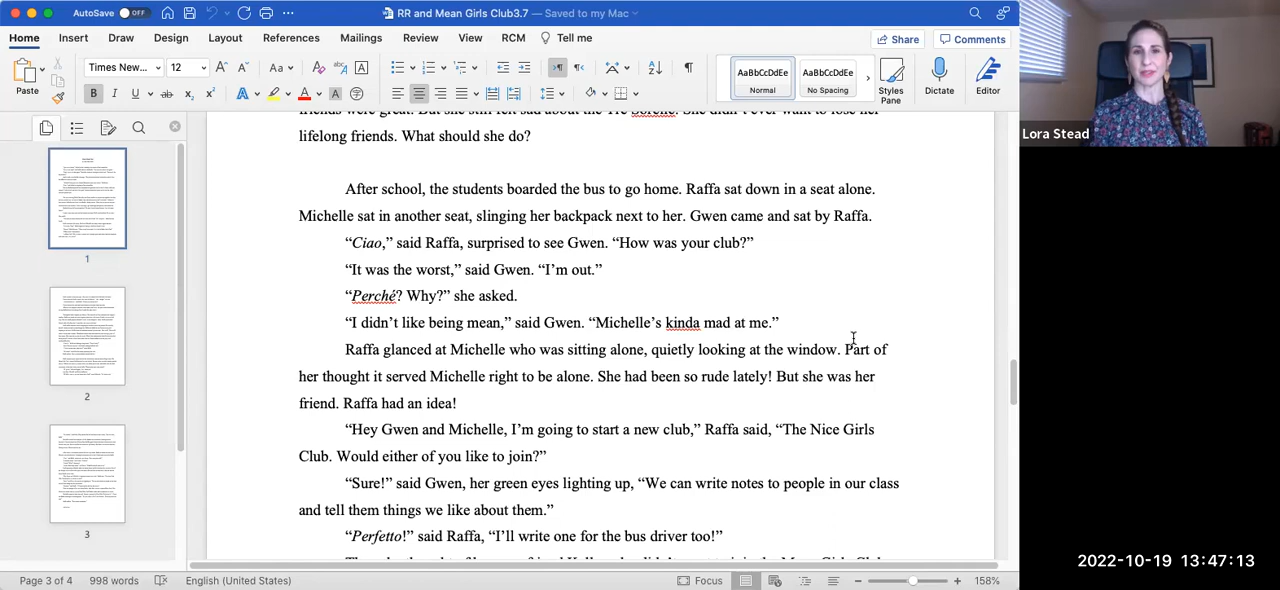 AutoSave OFF RR and Mean Girls Club3.7 — Saved to my Mac
Home Insert Draw Design Layout References Mailings Review View RCM Tell me Share Comments
Paste Times New... 12 Aa AaBbCcDdEe Normal AaBbCcDdEe No Spacing Styles Pane Dictate Editor
lifelong friends. What should she do?
After school, the students boarded the bus to go home. Raffa sat down in a seat alone.
Michelle sat in another seat, slinging her backpack next to her. Gwen came and sat by Raffa.
“Ciao,” said Raffa, surprised to see Gwen. “How was your club?”
“It was the worst,” said Gwen. “I’m out.”
“Perché? Why?” she asked.
“I didn’t like being mean,” said Gwen. “Michelle’s kinda mad at me.”
Raffa glanced at Michelle who was sitting alone, quietly looking at the window. Part of
her thought it served Michelle right to be alone. She had been so rude lately! But she was her
friend. Raffa had an idea!
“Hey Gwen and Michelle, I’m going to start a new club,” Raffa said, “The Nice Girls
Club. Would either of you like to join?”
“Sure!” said Gwen, her green eyes lighting up, “We can write notes to people in our class
and tell them things we like about them.”
“Perfetto!” said Raffa, “I’ll write one for the bus driver too!”
1
2
3
Page 3 of 4 998 words English (United States) Focus 158%
Lora Stead
2022-10-19 13:47:13